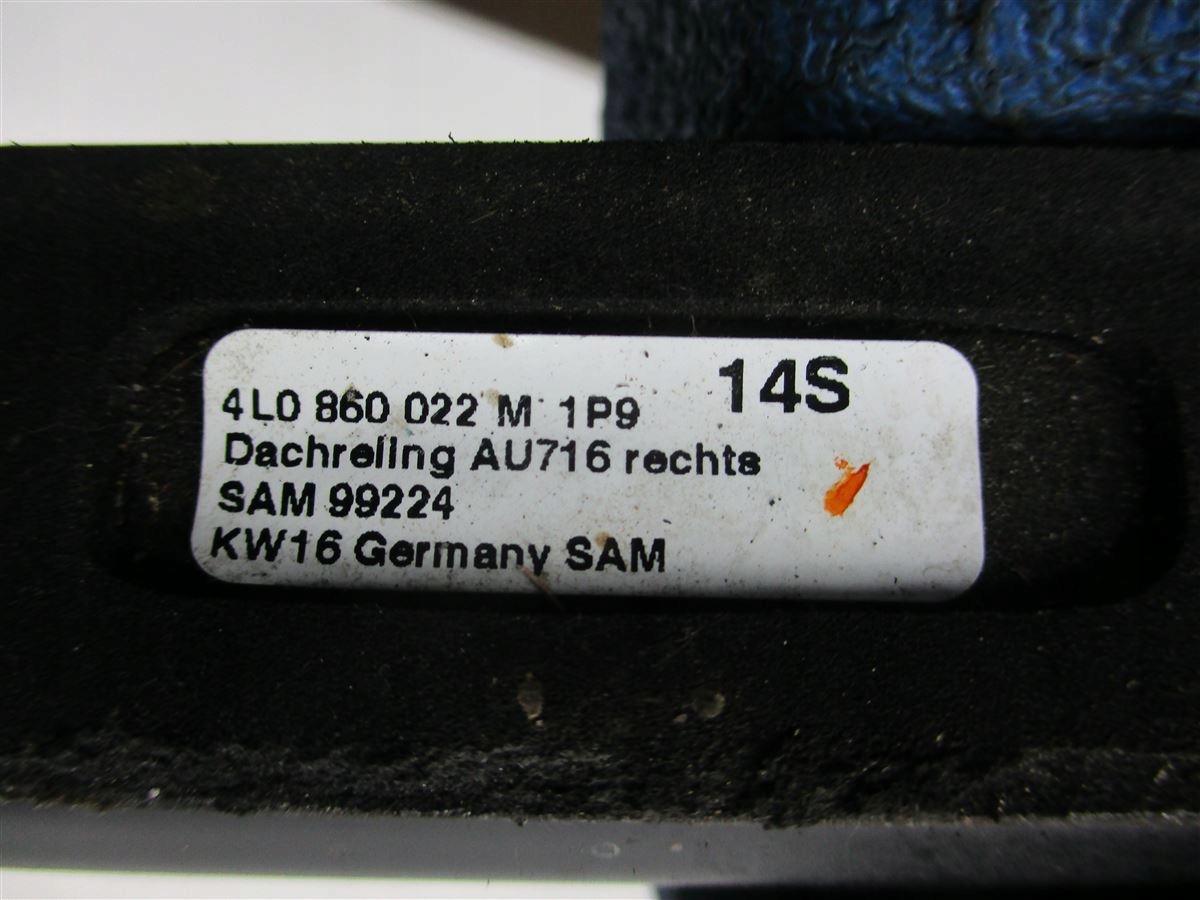 14S
4L0 860 022 M 1P9
Dachreling AU716 rechts
SAM 99224
KW16 Germany SAM